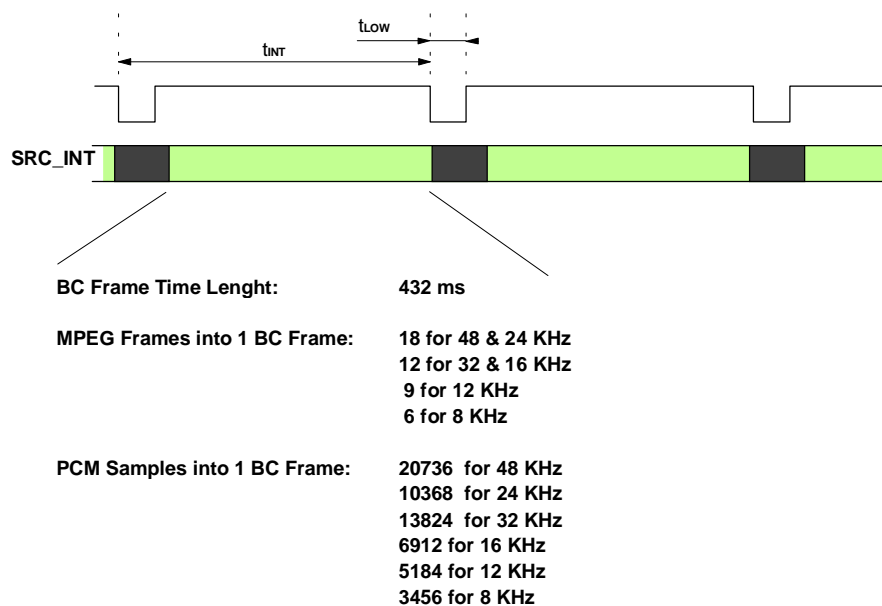 tLOW
tINT
SRC_INT
BC Frame Time Lenght: 432 ms
MPEG Frames into 1 BC Frame: 18 for 48 & 24 KHz
12 for 32 & 16 KHz
9 for 12 KHz
6 for 8 KHz
PCM Samples into 1 BC Frame: 20736 for 48 KHz
10368 for 24 KHz
13824 for 32 KHz
6912 for 16 KHz
5184 for 12 KHz
3456 for 8 KHz